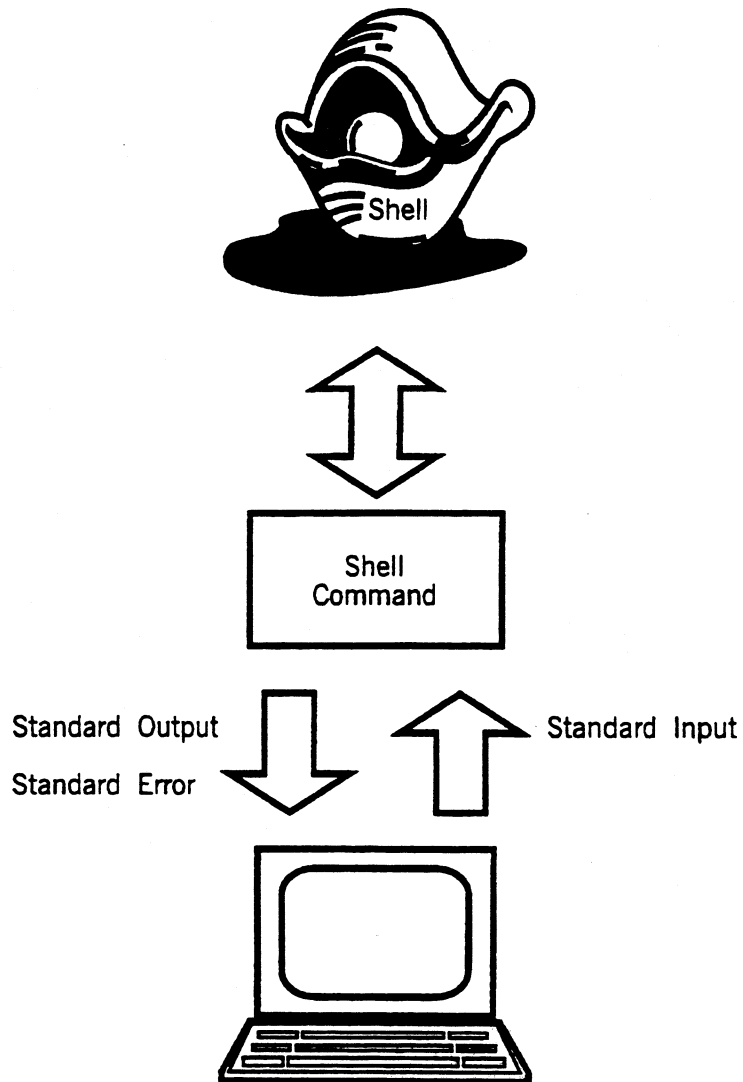 Shell
Shell
Command
Standard Output
Standard Input
Standard Error